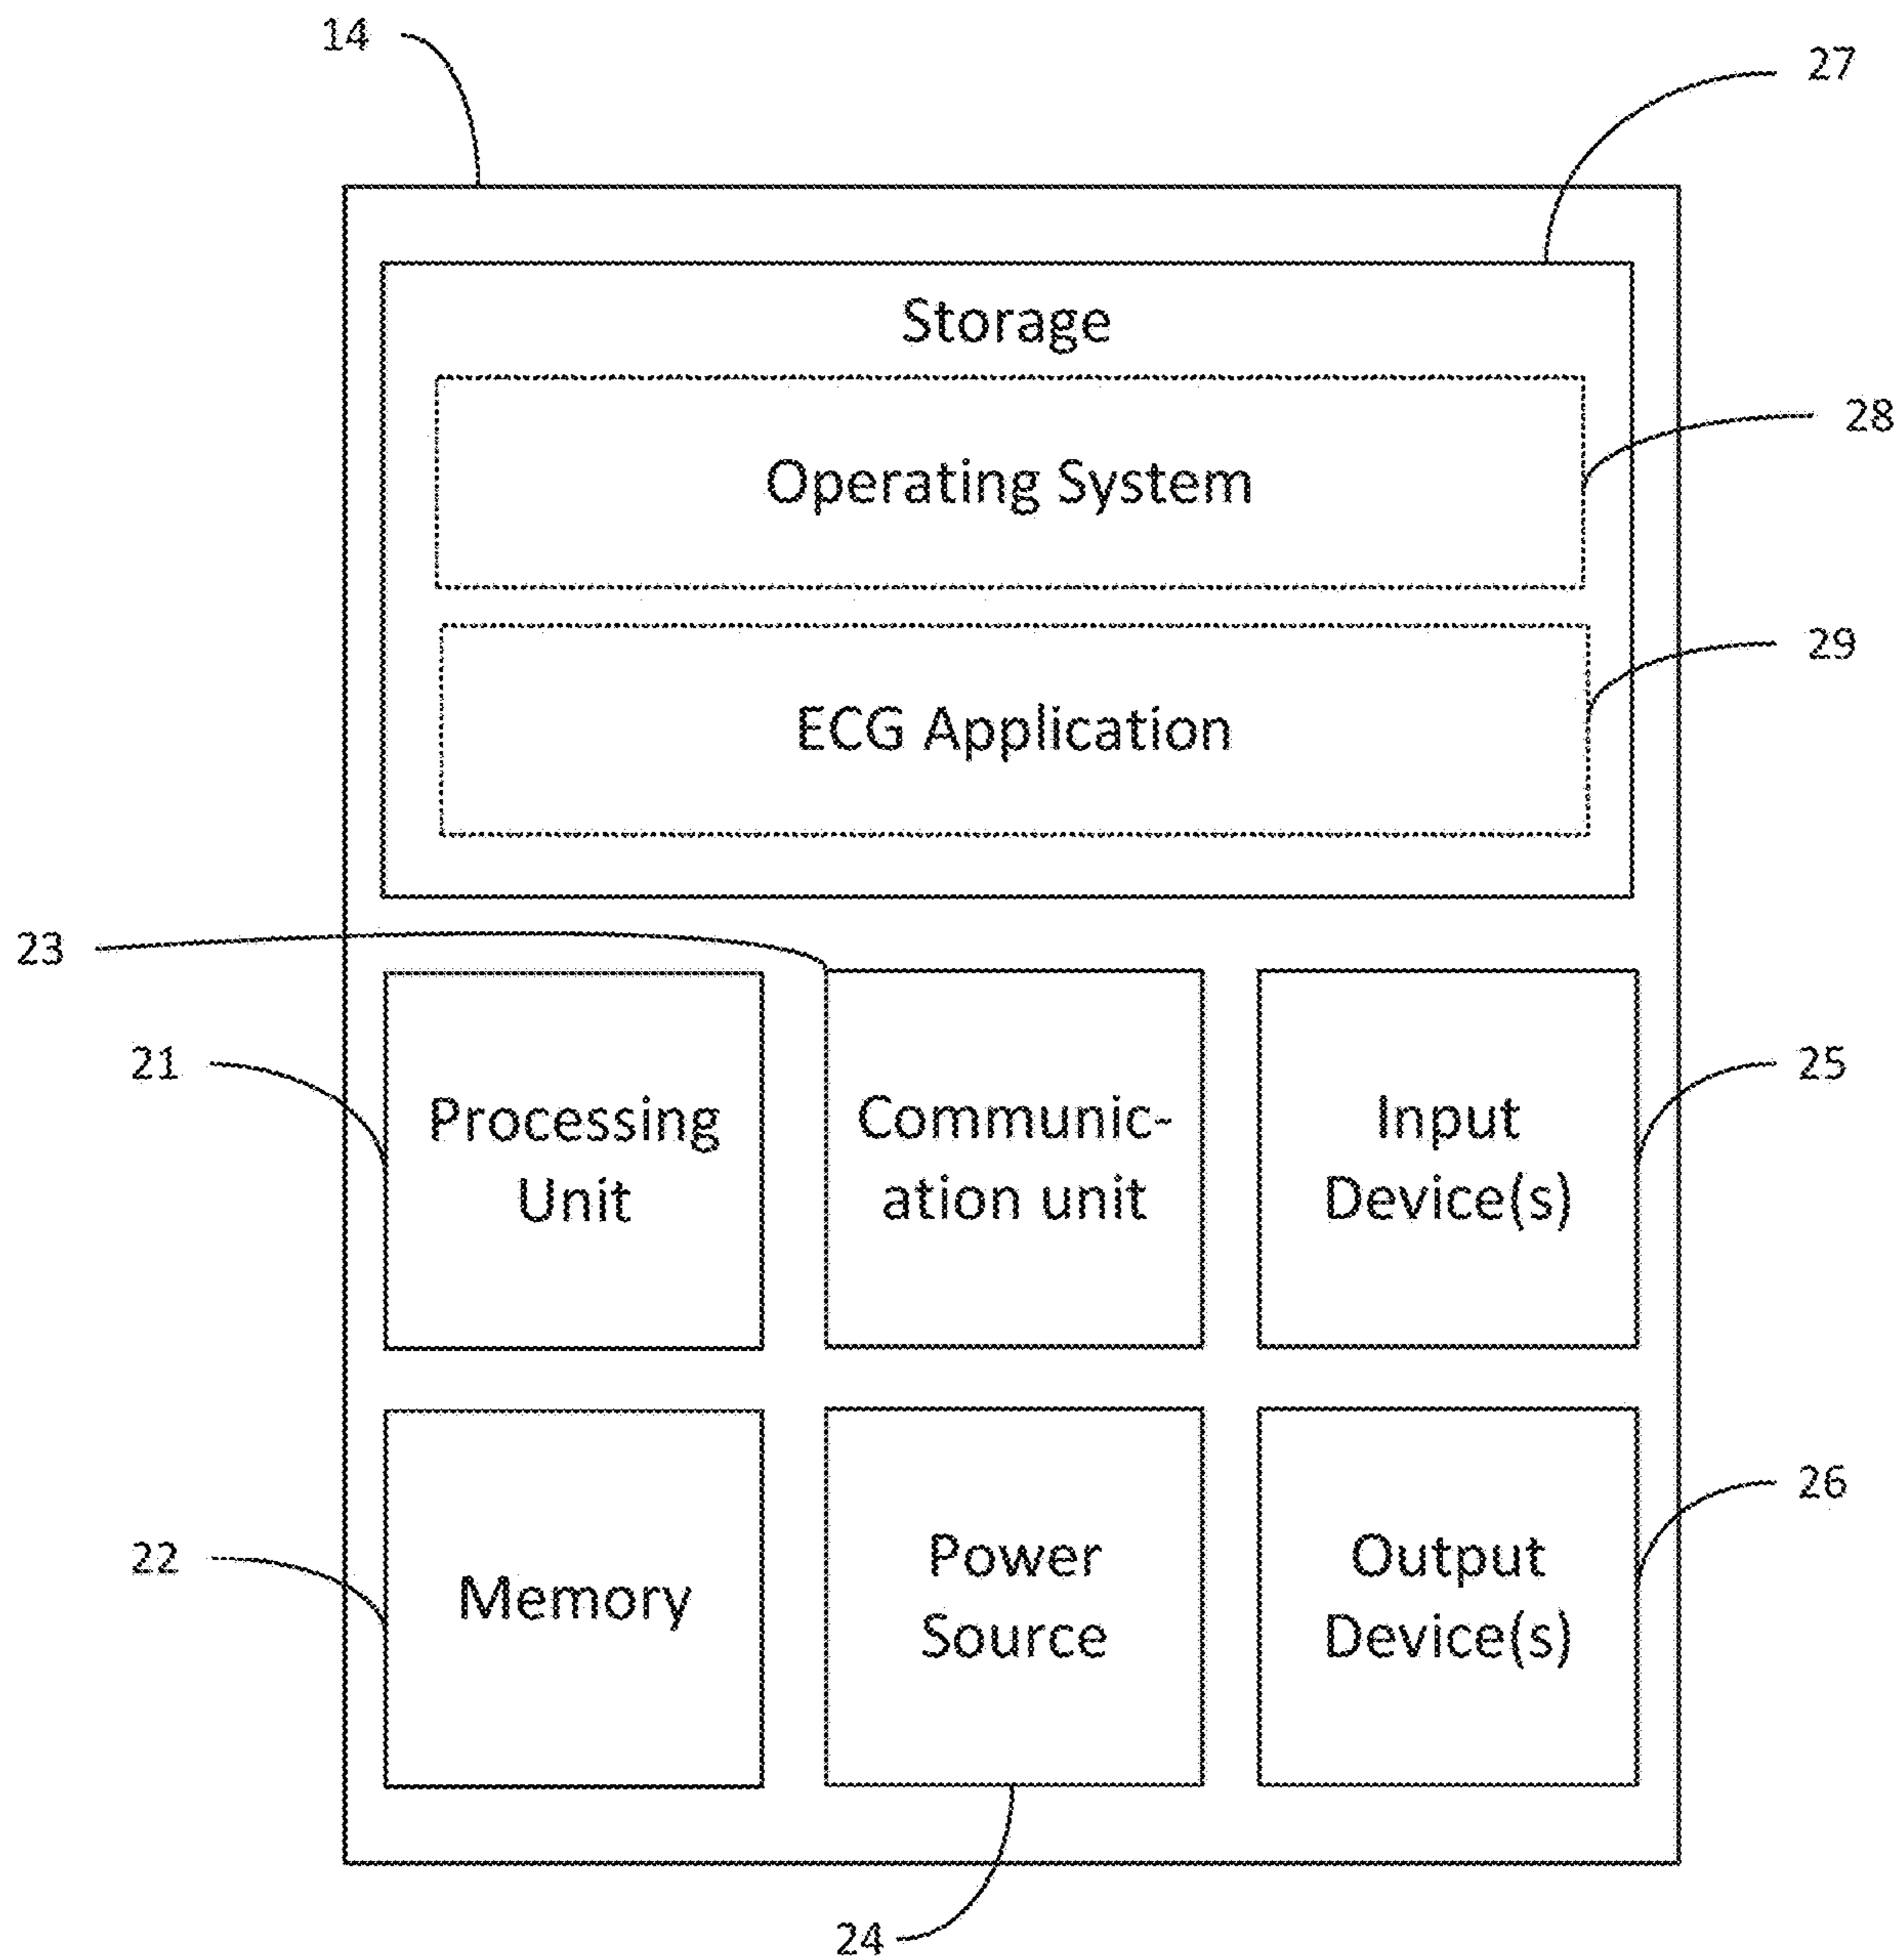 14
27
Storage
Operating System
28
ECG Application
29
23
21
Processing
Unit
Communic-
ation unit
Input
Device(s)
25
22
Memory
Power
Source
Output
Device(s)
26
24